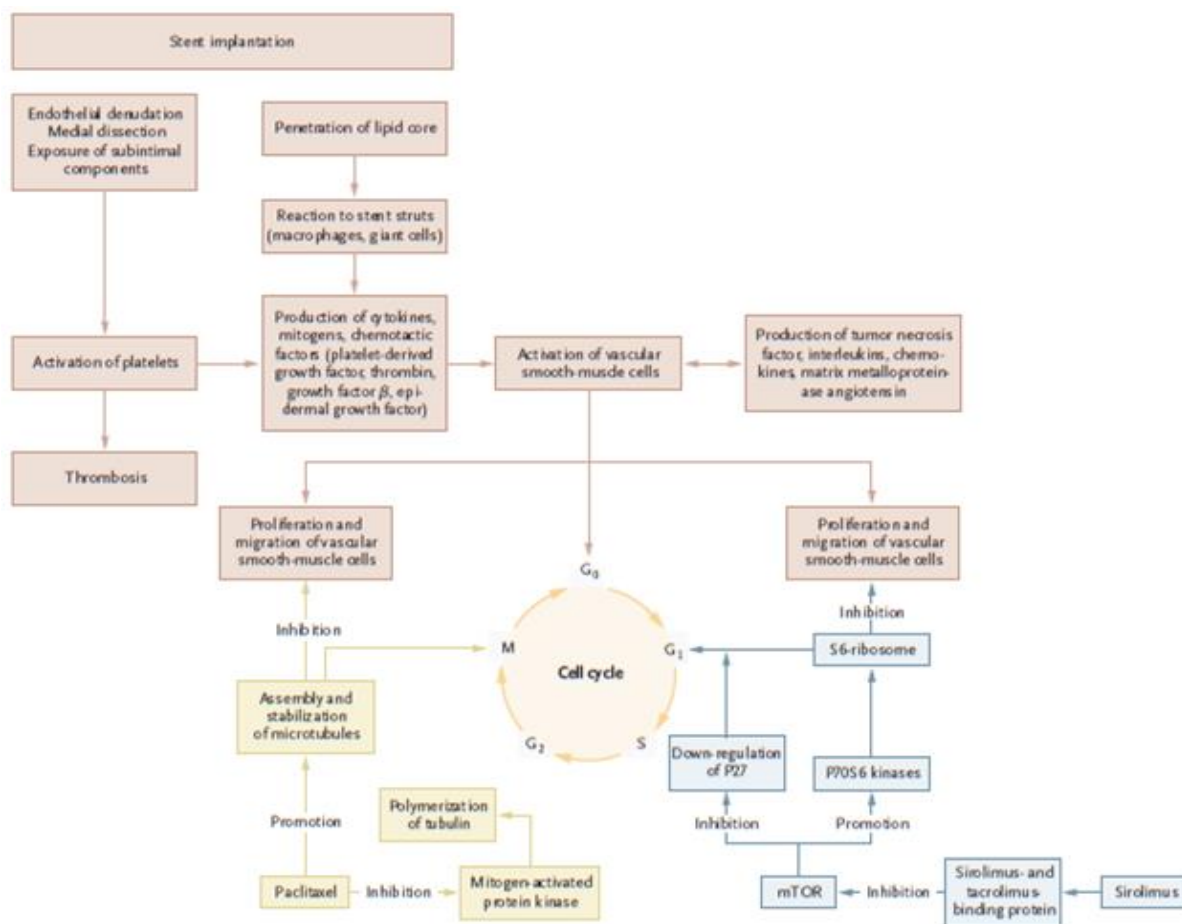 Stent implantation
Endothelial denudation
Medial dissection
Exposure of subintimal
components
Penetration of lipid core
Reaction to stent struts
(macrophages, giant cells)
Activation of platelets
Production of cytokines,
mitogens, chemotactic
factors (platelet-derived
growth factor, thrombin,
growth factor β, epi-
dermal growth factor)
Activation of vascular
smooth-muscle cells
Production of tumor necrosis
factor, interleukins, chemo-
kines, matrix metalloprotein-
ase angiotensin
Thrombosis
Proliferation and
migration of vascular
smooth-muscle cells
Proliferation and
migration of vascular
smooth-muscle cells
G₀
Inhibition
Inhibition
M
G₁
S6-ribosome
Cell cycle
Assembly and
stabilization
of microtubules
G₂
S
Down-regulation
of P27
P70S6 kinases
Polymerization
of tubulin
Promotion
Inhibition
Promotion
Paclitaxel
Inhibition
Mitogen-activated
protein kinase
mTOR
Inhibition
Sirolimus- and
tacrolimus-
binding protein
Sirolimus